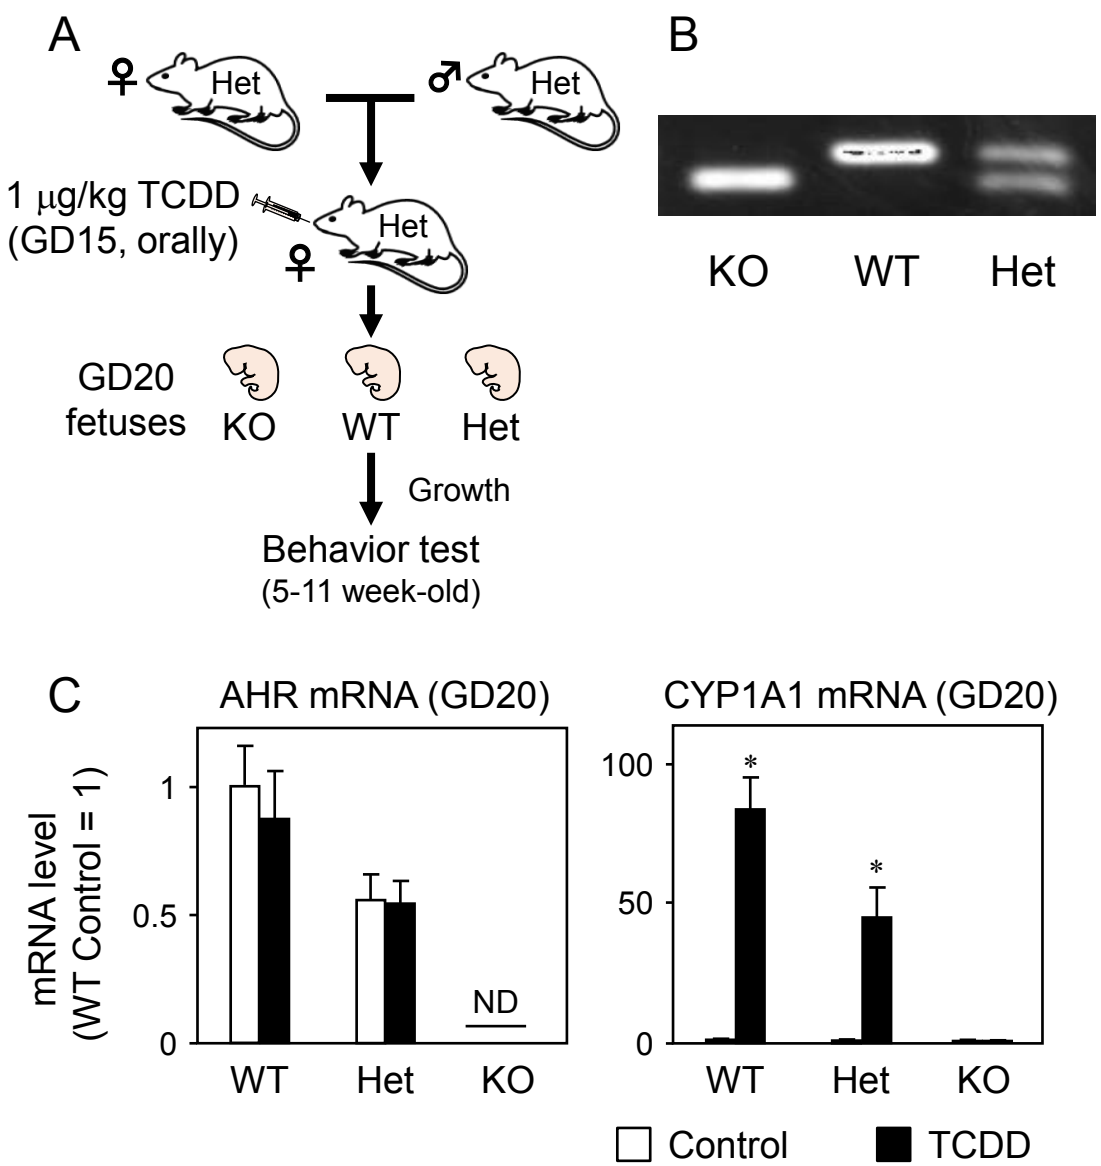 A
♀
Het
♂
Het
1 μg/kg TCDD
(GD15, orally)
Het
♀
GD20
fetuses
KO
WT
Het
Growth
Behavior test
(5-11 week-old)
B
KO
WT
Het
C
AHR mRNA (GD20)
mRNA level
(WT Control = 1)
1
0.5
0
ND
WT
Het
KO
CYP1A1 mRNA (GD20)
100
50
0
*
*
WT
Het
KO
Control
TCDD